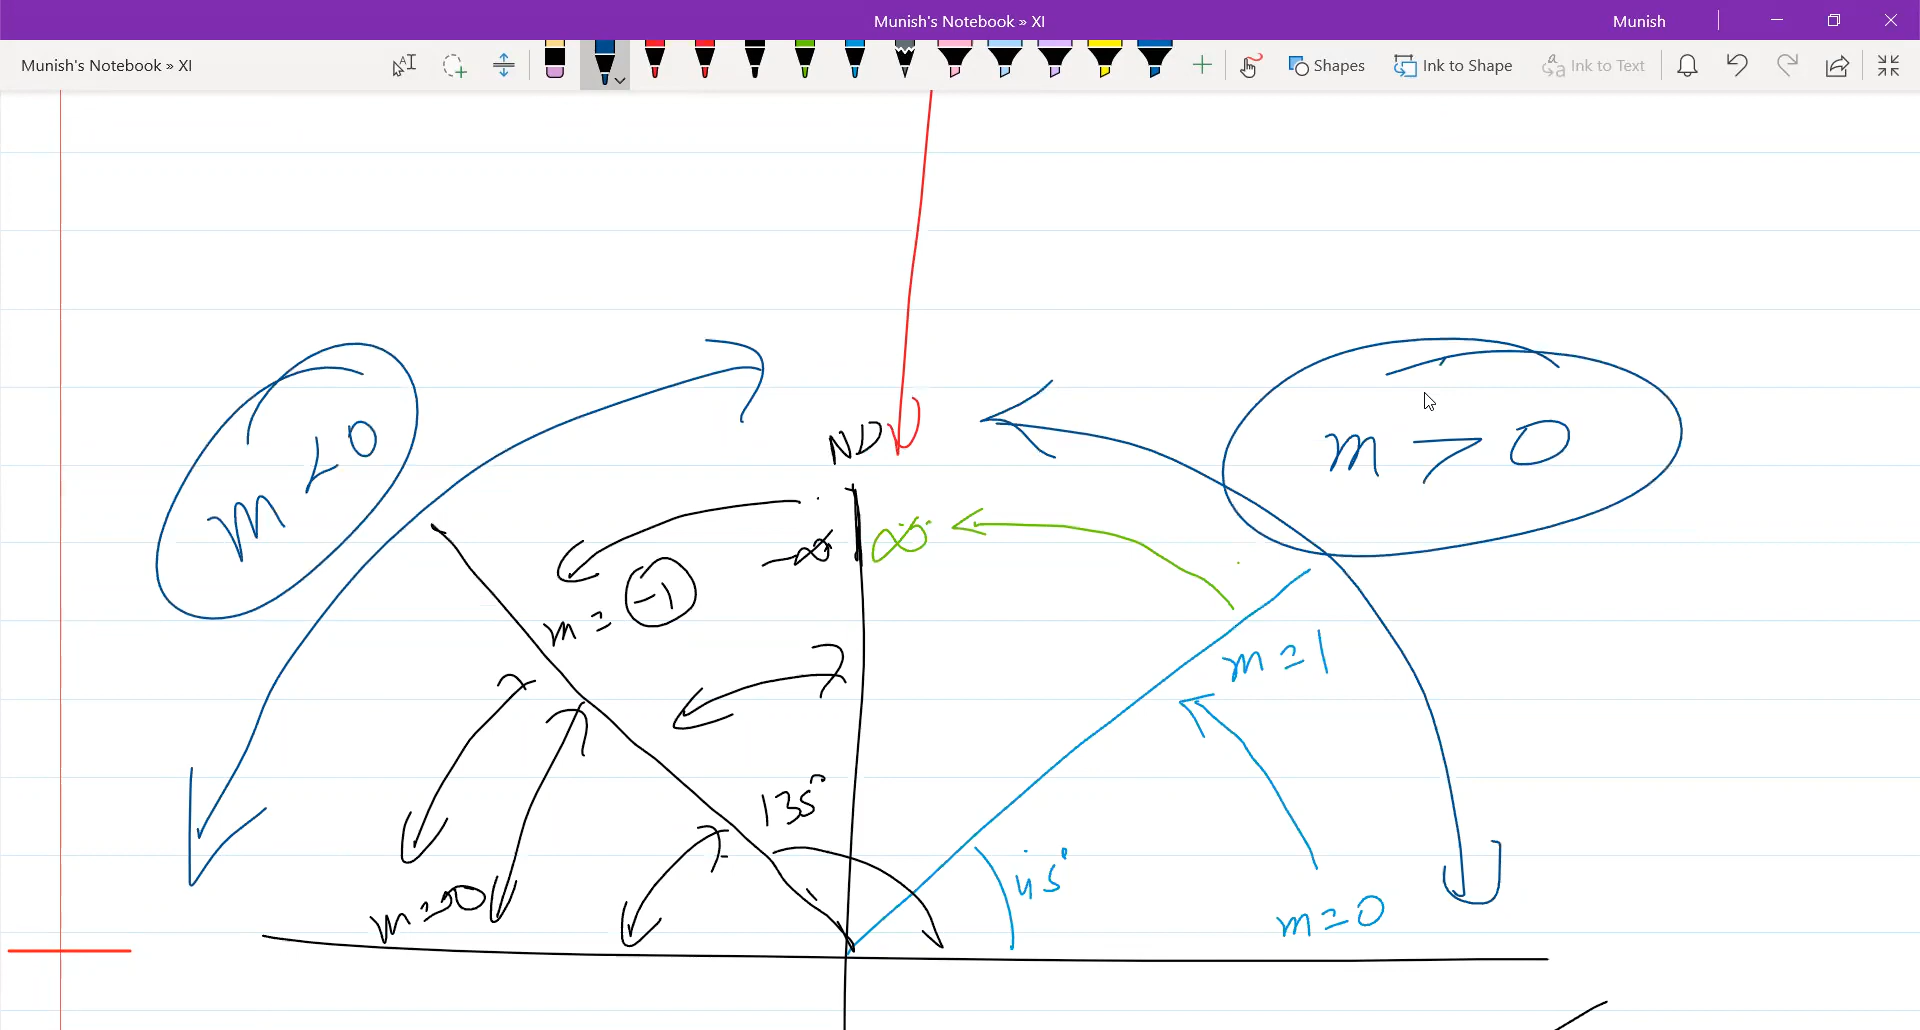 Munish's Notebook » XI
Munish
Munish's Notebook » XI
Shapes
Ink to Shape
Ink to Text
m < 0
m > 0
ND
-∞
∞
m = -1
m = 1
135°
45°
m = 0
m = 0